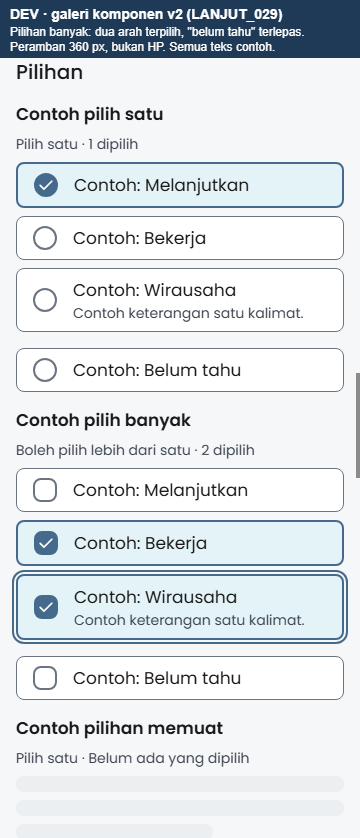 DEV · galeri komponen v2 (LANJUT_029)
Pilihan banyak: dua arah terpilih, "belum tahu" terlepas.
Peramban 360 px, bukan HP. Semua teks contoh.
Pilihan
Contoh pilih satu
Pilih satu · 1 dipilih
Contoh: Melanjutkan
Contoh: Bekerja
Contoh: Wirausaha
Contoh keterangan satu kalimat.
Contoh: Belum tahu
Contoh pilih banyak
Boleh pilih lebih dari satu · 2 dipilih
Contoh: Melanjutkan
Contoh: Bekerja
Contoh: Wirausaha
Contoh keterangan satu kalimat.
Contoh: Belum tahu
Contoh pilihan memuat
Pilih satu · Belum ada yang dipilih